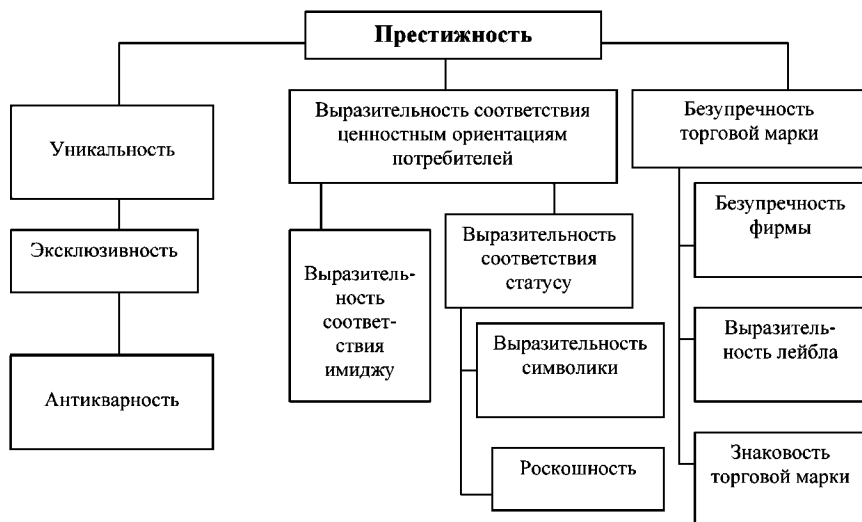 Престижность
Уникальность
Эксклюзивность
Антикварность
Выразительность соответствия
ценностным ориентациям
потребителей
Выразитель-
ность
соответ-
ствия
имиджу
Выразительность
соответствия
статусу
Выразительность
символики
Роскошность
Безупречность
торговой марки
Безупречность
фирмы
Выразитель-
ность лейбла
Знаковость
торговой марки